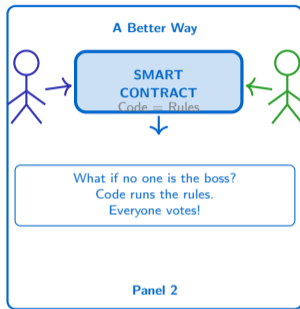 A Better Way
SMART
CONTRACT
Code = Rules
What if no one is the boss?
Code runs the rules.
Everyone votes!
Panel 2